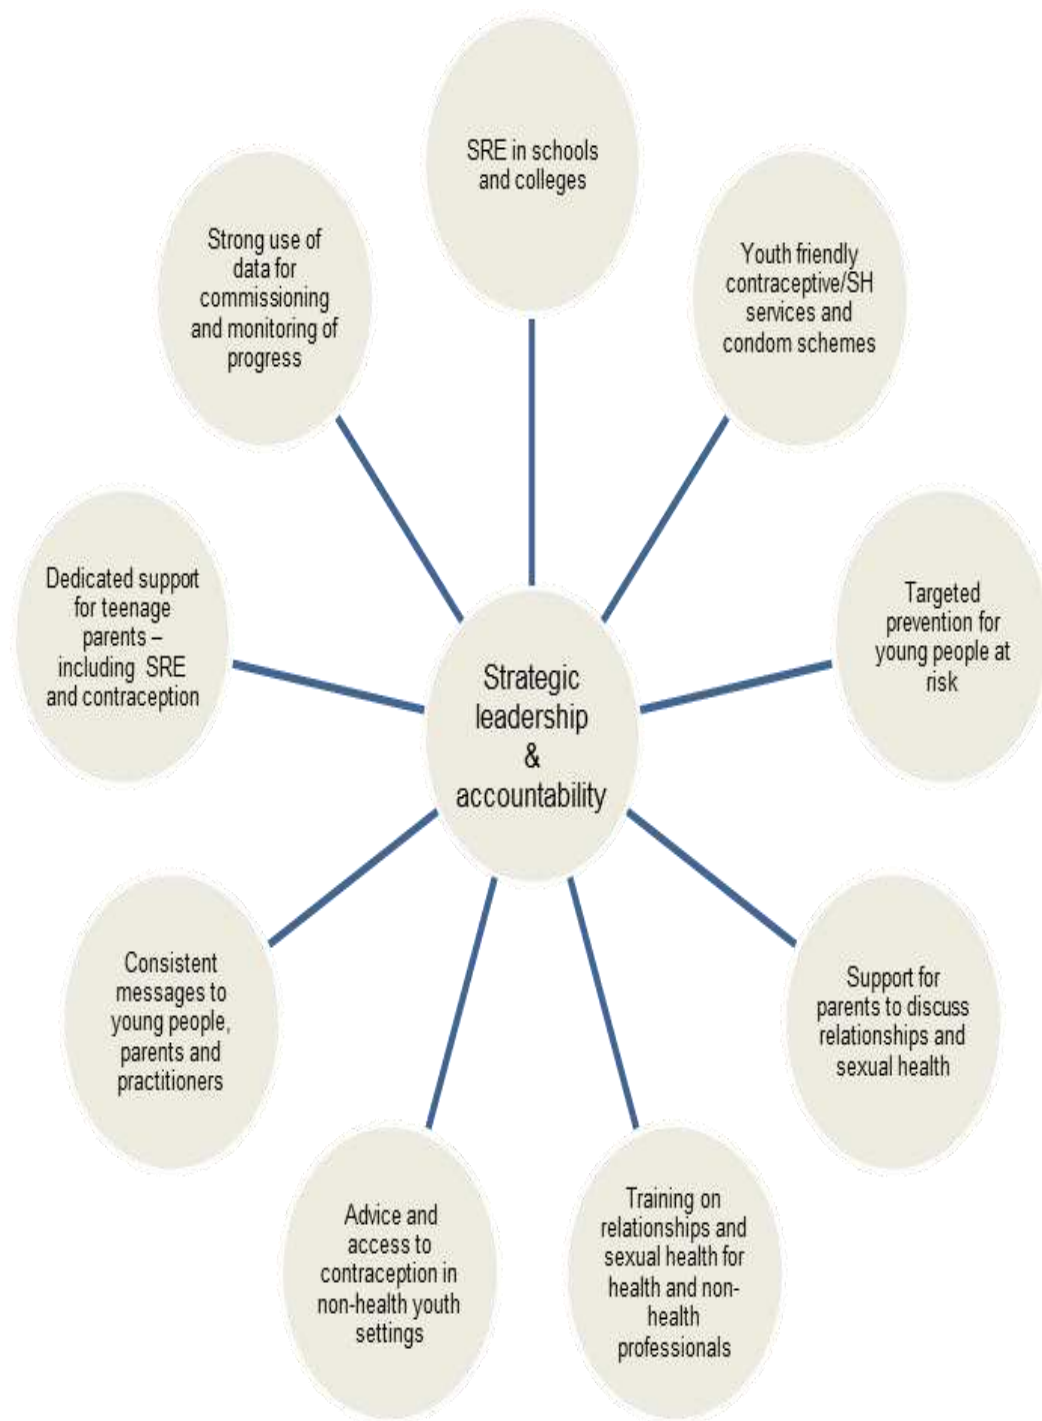 SRE in schools
and colleges
Youth friendly
contraceptive/SH
services and
condom schemes
Targeted
prevention for
young people at
risk
Support for
parents to discuss
relationships and
sexual health
Training on
relationships and
sexual health for
health and non-
health
professionals
Advice and
access to
contraception in
non-health youth
settings
Consistent
messages to
young people,
parents and
practitioners
Dedicated support
for teenage
parents –
including SRE
and contraception
Strong use of
data for
commissioning
and monitoring of
progress
Strategic
leadership
&
accountability